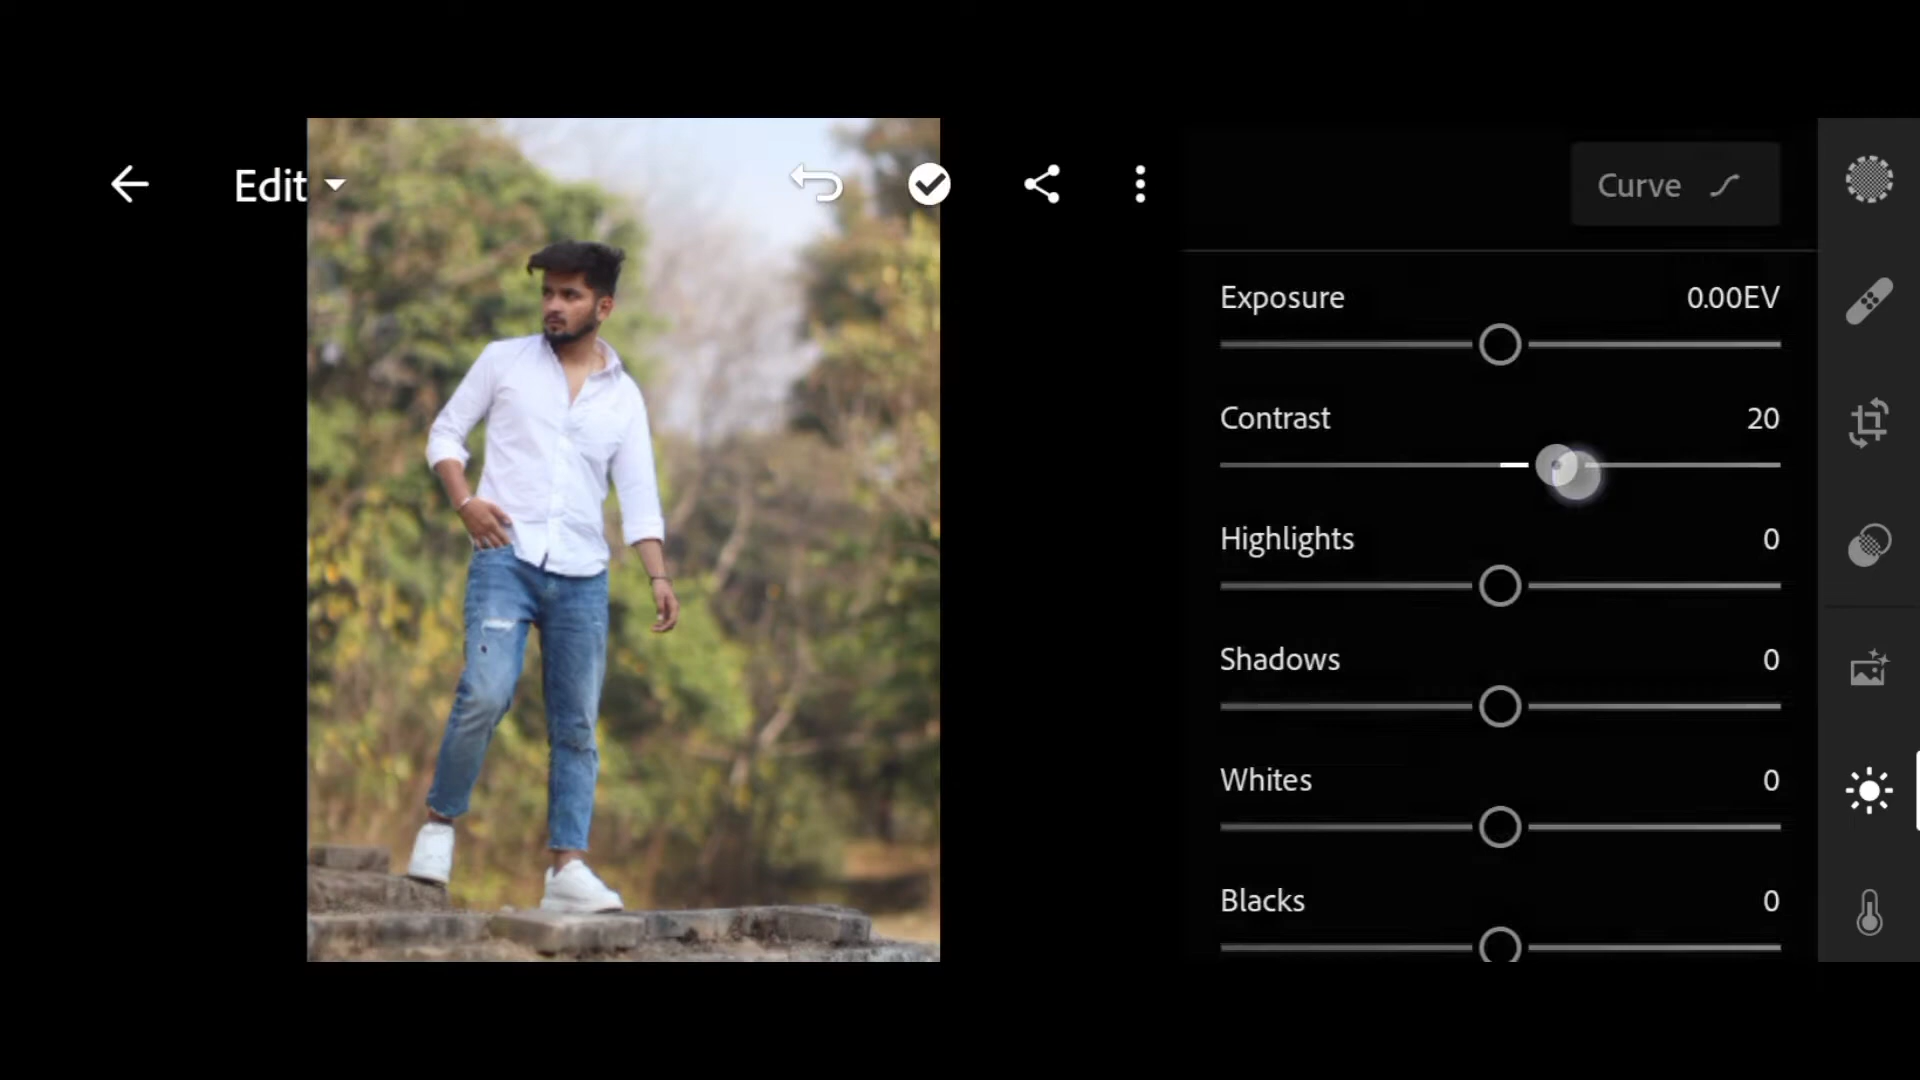 Edit
Curve
Exposure 0.00EV
Contrast 20
Highlights 0
Shadows 0
Whites 0
Blacks 0